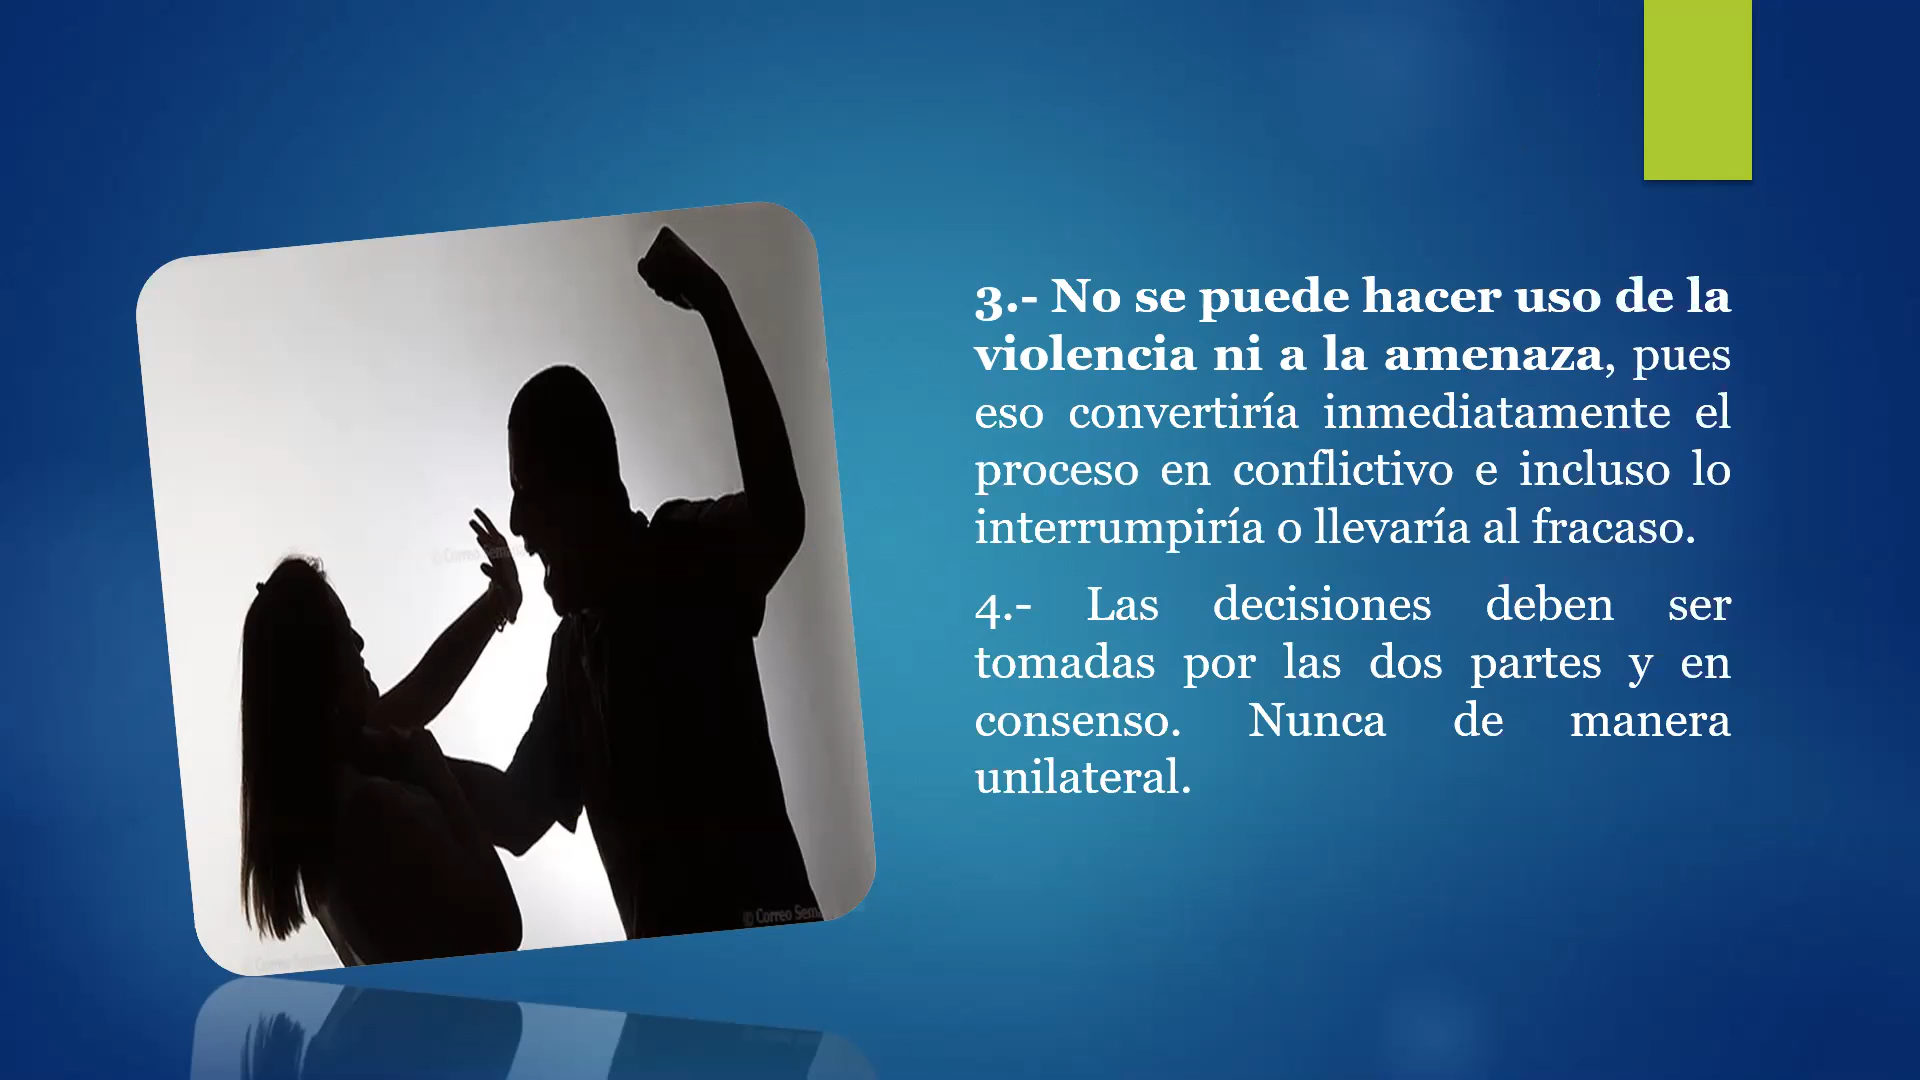 3.- No se puede hacer uso de la
violencia ni a la amenaza, pues
eso convertiría inmediatamente el
proceso en conflictivo e incluso lo
interrumpiría o llevaría al fracaso.
4.- Las decisiones deben ser
tomadas por las dos partes y en
consenso. Nunca de manera
unilateral.
© Correo
© Correo